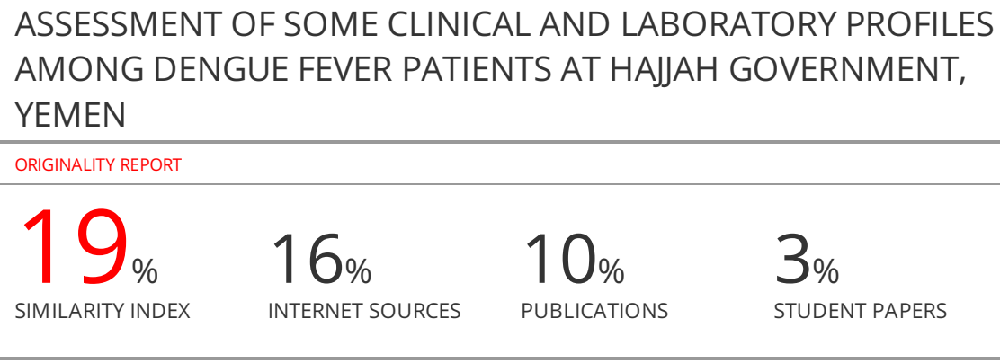 ASSESSMENT OF SOME CLINICAL AND LABORATORY PROFILES
AMONG DENGUE FEVER PATIENTS AT HAJJAH GOVERNMENT,
YEMEN
ORIGINALITY REPORT
19% 16% 10% 3%
SIMILARITY INDEX INTERNET SOURCES PUBLICATIONS STUDENT PAPERS